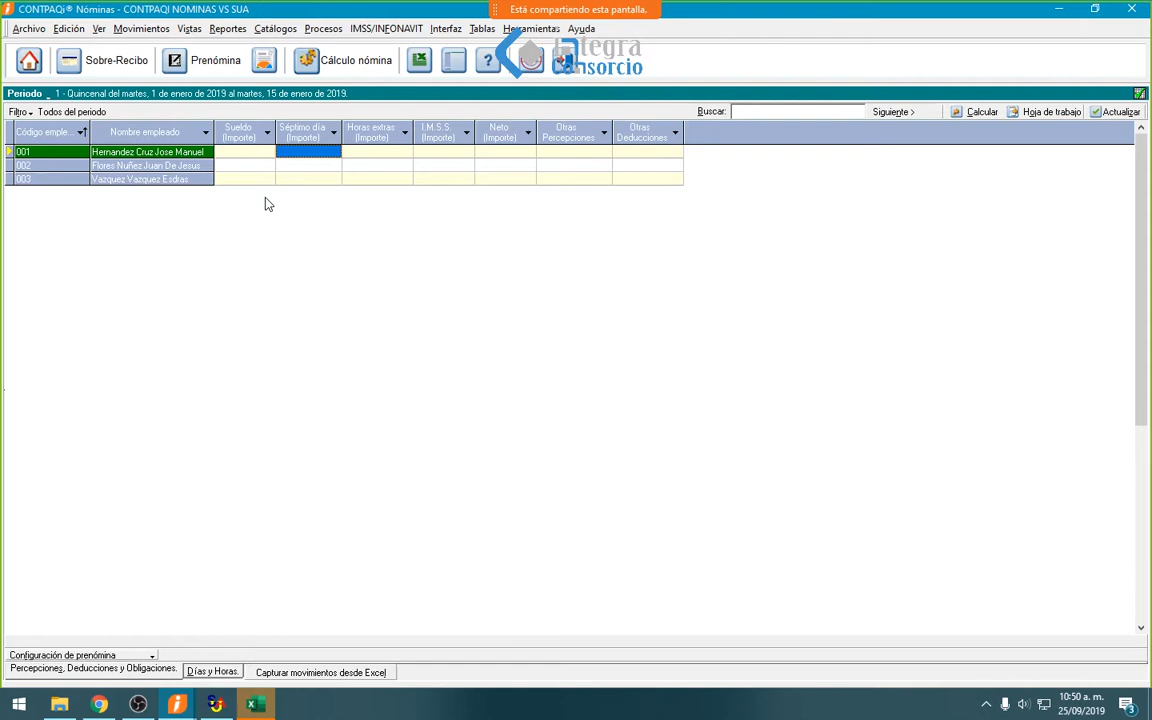 CONTPAQi® Nóminas - CONTPAQI NOMINAS VS SUA
Está compartiendo esta pantalla.
Archivo Edición Ver Movimientos Vistas Reportes Catálogos Procesos IMSS/INFONAVIT Interfaz Tablas Herramientas Ayuda
Sobre-Recibo Prenómina Cálculo nómina
Integra
Consorcio
Periodo 1 - Quincenal del martes, 1 de enero de 2019 al martes, 15 de enero de 2019.
Filtro Todos del periodo Buscar: Siguiente > Calcular Hoja de trabajo Actualizar
Código emple... Nombre empleado Sueldo (Importe) Séptimo día (Importe) Horas extras (Importe) I.M.S.S. (Importe) Neto (Importe) Otras Percepciones Otras Deducciones
001 Hernandez Cruz Jose Manuel
002 Flores Nuñez Juan De Jesus
003 Vazquez Vazquez Esdras
Configuración de prenómina
Percepciones, Deducciones y Obligaciones. Días y Horas. Capturar movimientos desde Excel
10:50 a. m.
25/09/2019
3